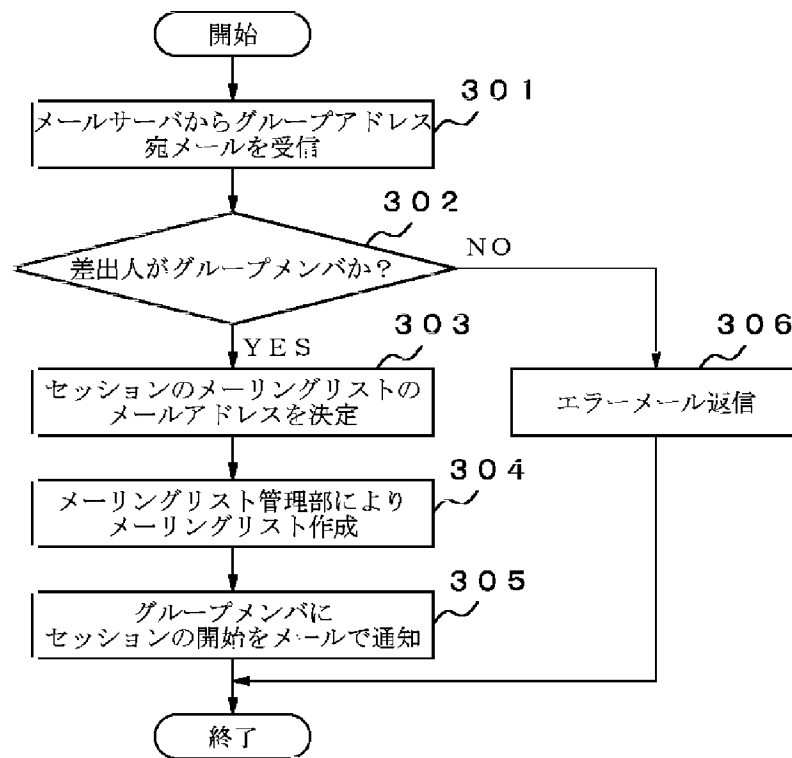 開始
301
メールサーバからグループアドレス
宛メールを受信
302
差出人がグループメンバか？
NO
YES
303
セッションのメーリングリストの
メールアドレスを決定
306
エラーメール返信
304
メーリングリスト管理部により
メーリングリスト作成
305
グループメンバに
セッションの開始をメールで通知
終了